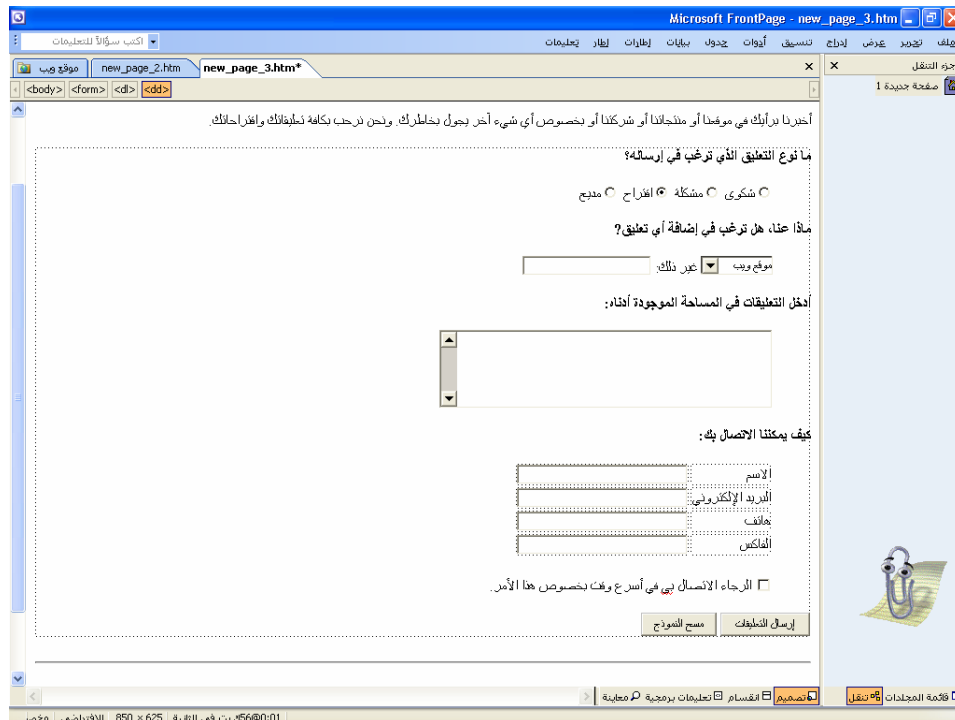 Microsoft FrontPage - new_page_3.htm
ملف تحرير عرض إدراج تنسيق أدوات جدول بيانات إطارات إطار تعليمات اكتب سؤالاً للتعليمات
جزء التنقل
صفحة جديدة 1
موقع ويب new_page_2.htm new_page_3.htm*
<body> <form> <dl> <dd>
أخبرنا برأيك في موقعنا أو منتجاتنا أو شركتنا أو بخصوص أي شيء آخر يجول بخاطرك. ونحن نرحب بكافة تعليقاتك واقتراحاتك.
ما نوع التعليق الذي ترغب في إرساله؟
شكوى مشكلة اقتراح مديح
ماذا عنا، هل ترغب في إضافة أي تعليق?
موقع ويب غير ذلك:
أدخل التعليقات في المساحة الموجودة أدناه:
كيف يمكننا الاتصال بك:
الاسم
البريد الإلكتروني
هاتف
الفاكس
الرجاء الاتصال بي في أسرع وقت بخصوص هذا الأمر.
إرسال التعليقات مسح النموذج
قائمة المجلدات تنقل
تصميم انقسام تعليمات برمجية معاينة
0:01@56ك بت في الثانية 850 × 625 الافتراضي